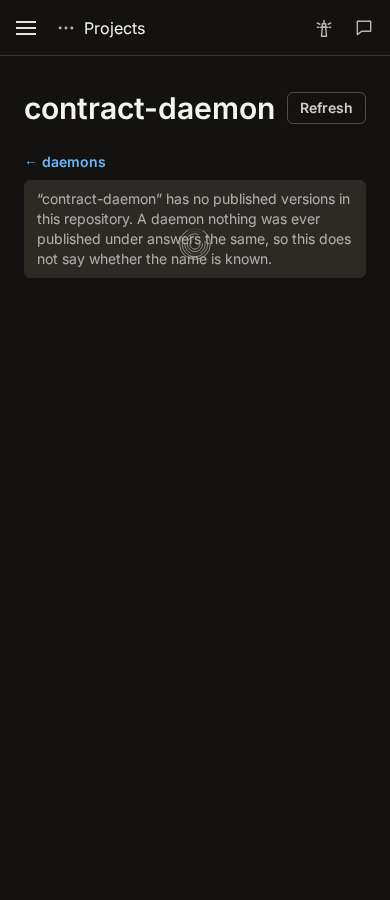 Projects
contract-daemon
Refresh
← daemons
“contract-daemon” has no published versions in
this repository. A daemon nothing was ever
published under answers the same, so this does
not say whether the name is known.